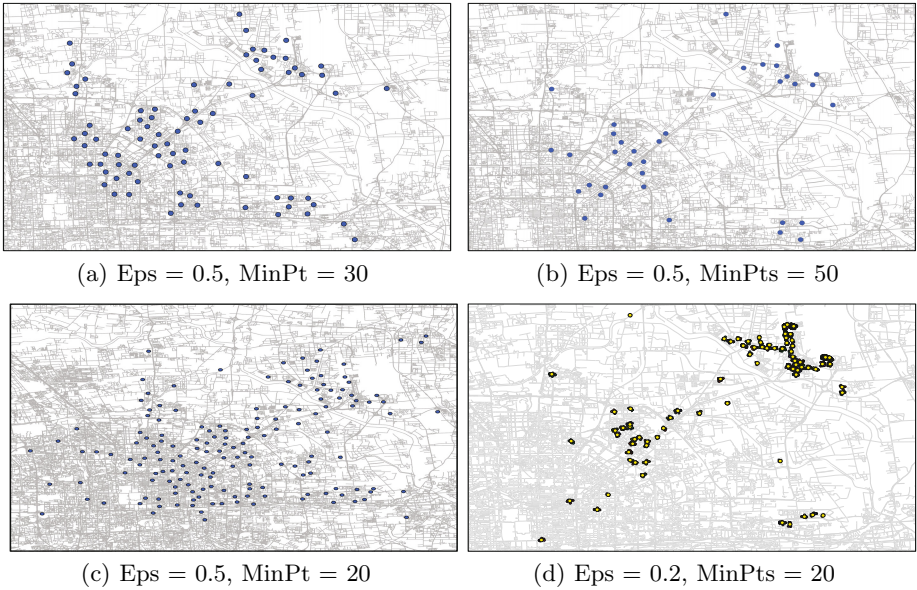 (a) Eps = 0.5, MinPt = 30
(b) Eps = 0.5, MinPts = 50
(c) Eps = 0.5, MinPt = 20
(d) Eps = 0.2, MinPts = 20